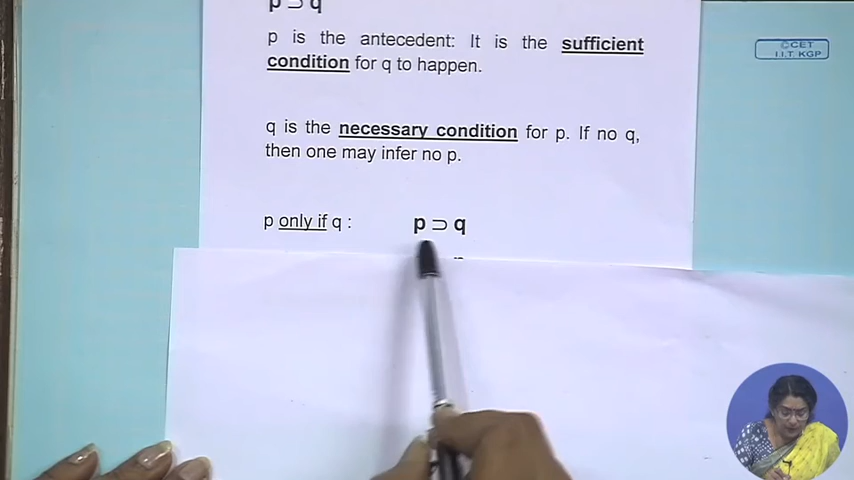 p ⊃ q
p is the antecedent: It is the sufficient
condition for q to happen.
q is the necessary condition for p. If no q,
then one may infer no p.
p only if q : p ⊃ q
©CET
I.I.T. KGP